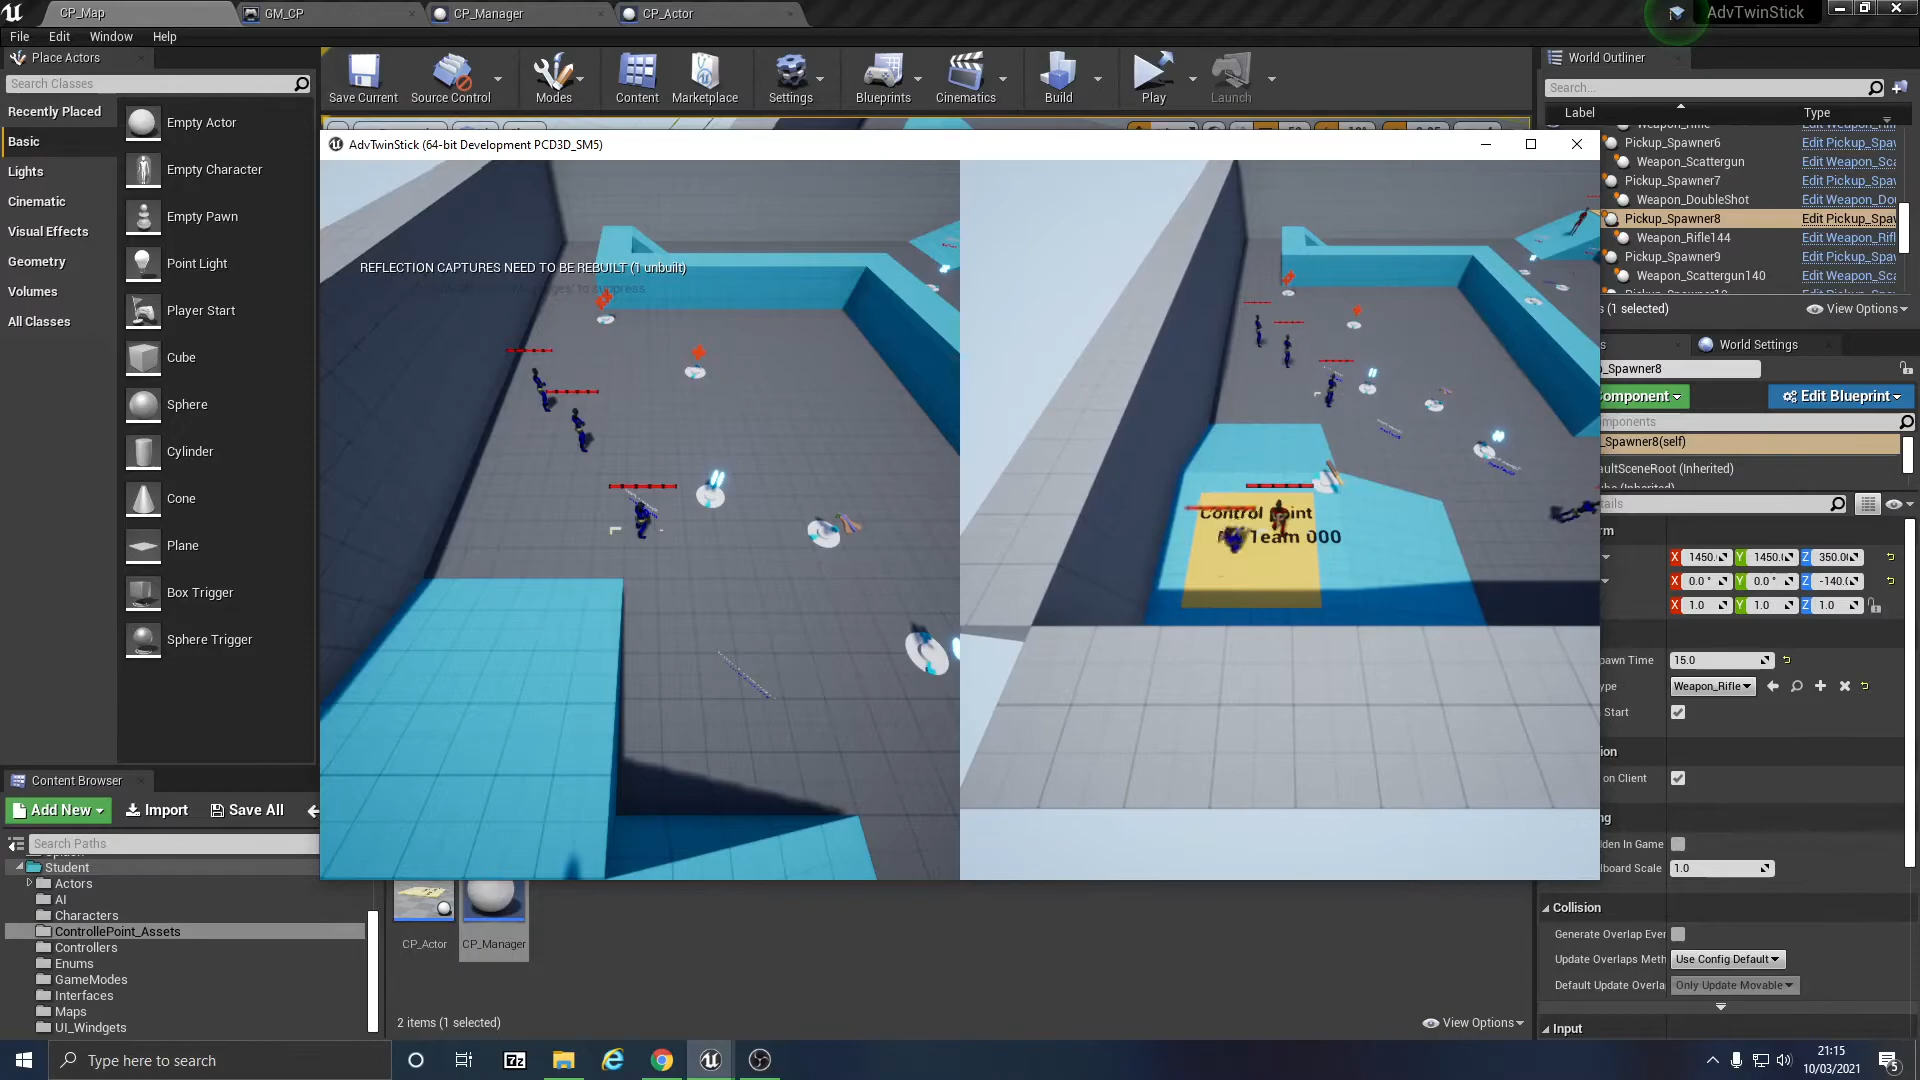 CP_Map
GM_CP
CP_Manager
CP_Actor
AdvTwinStick
File Edit Window Help
Place Actors
Search Classes
Recently Placed
Basic
Lights
Cinematic
Visual Effects
Geometry
Volumes
All Classes
Empty Actor
Empty Character
Empty Pawn
Point Light
Player Start
Cube
Sphere
Cylinder
Cone
Plane
Box Trigger
Sphere Trigger
Save Current
Source Control
Modes
Content
Marketplace
Settings
Blueprints
Cinematics
Build
Play
Launch
AdvTwinStick (64-bit Development PCD3D_SM5)
REFLECTION CAPTURES NEED TO BE REBUILT (1 unbuilt)
Control Point
Team 000
World Outliner
Search...
Label Type
Pickup_Spawner6 Edit Pickup_Spav
Weapon_Scattergun Edit Weapon_Sca
Pickup_Spawner7 Edit Pickup_Spav
Weapon_DoubleShot Edit Weapon_Dou
Pickup_Spawner8 Edit Pickup_Spav
Weapon_Rifle144 Edit Weapon_Rifl
Pickup_Spawner9 Edit Pickup_Spav
Weapon_Scattergun140 Edit Weapon_Sca
s (1 selected) View Options
World Settings
_Spawner8
omponent Edit Blueprint
mponents
_Spawner8(self)
aultSceneRoot (Inherited)
etails
rm
X 1450. Y 1450. Z 350.0
X 0.0 ° Y 0.0 ° Z -140.(
X 1.0 Y 1.0 Z 1.0
awn Time 15.0
ype Weapon_Rifle
Start
ion
on Client
ng
den In Game
lboard Scale 1.0
Collision
Generate Overlap Ever
Update Overlaps Meth Use Config Default
Default Update Overla Only Update Movable
Input
Content Browser
Add New Import Save All
Search Paths
Student
Actors
AI
Characters
ControllePoint_Assets
Controllers
Enums
GameModes
Interfaces
Maps
UI_Windgets
CP_Actor
CP_Manager
2 items (1 selected)
View Options
Type here to search
7z
21:15
10/03/2021
5